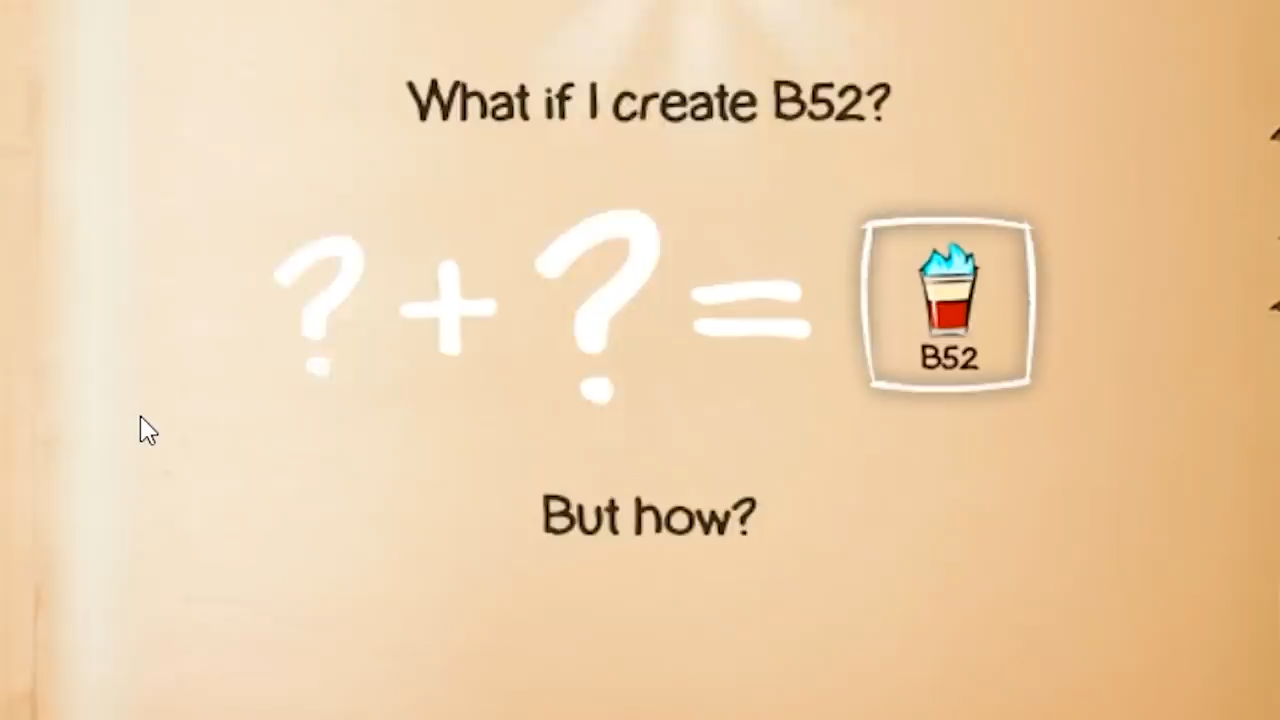 What if I create B52?
? + ? =
B52
But how?